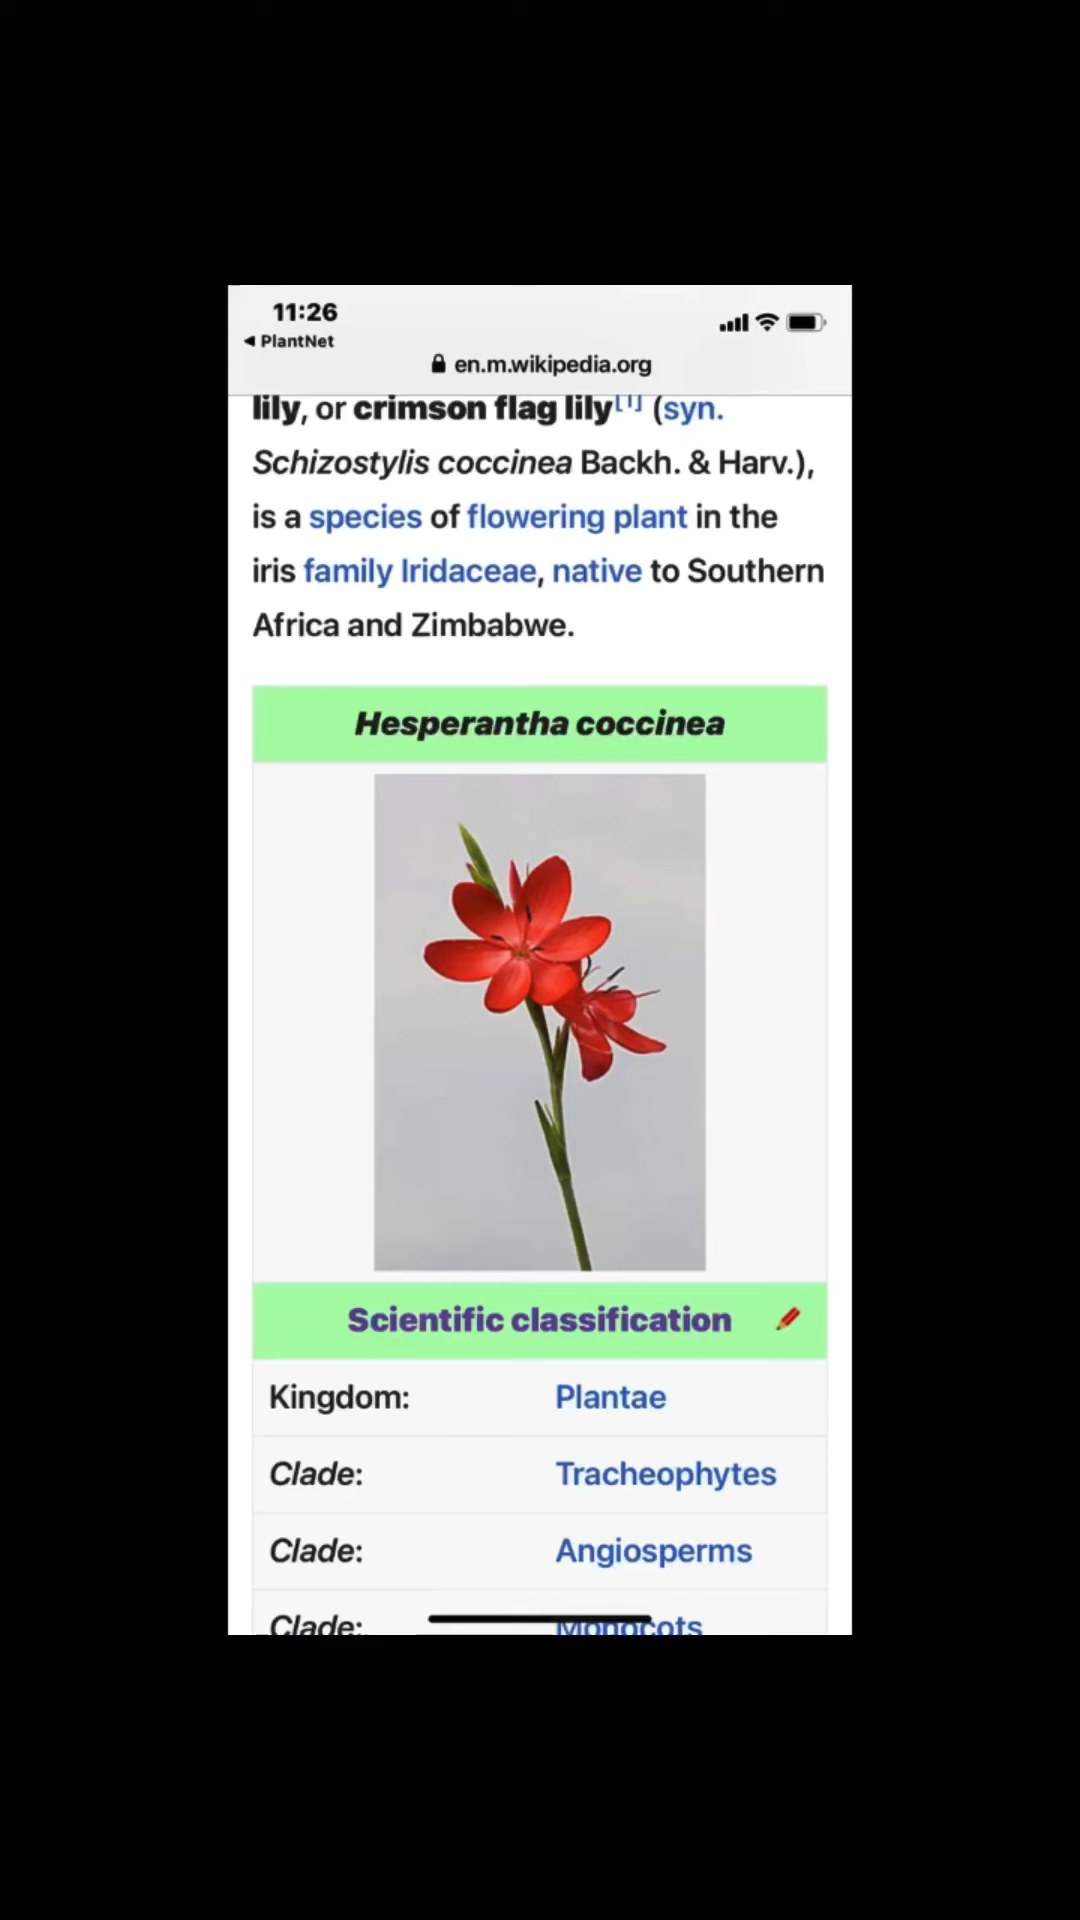 11:26
◀ PlantNet
en.m.wikipedia.org
lily, or crimson flag lily[1] (syn.
Schizostylis coccinea Backh. & Harv.),
is a species of flowering plant in the
iris family Iridaceae, native to Southern
Africa and Zimbabwe.
Hesperantha coccinea
Scientific classification
Kingdom: Plantae
Clade: Tracheophytes
Clade: Angiosperms
Clade: Monocots